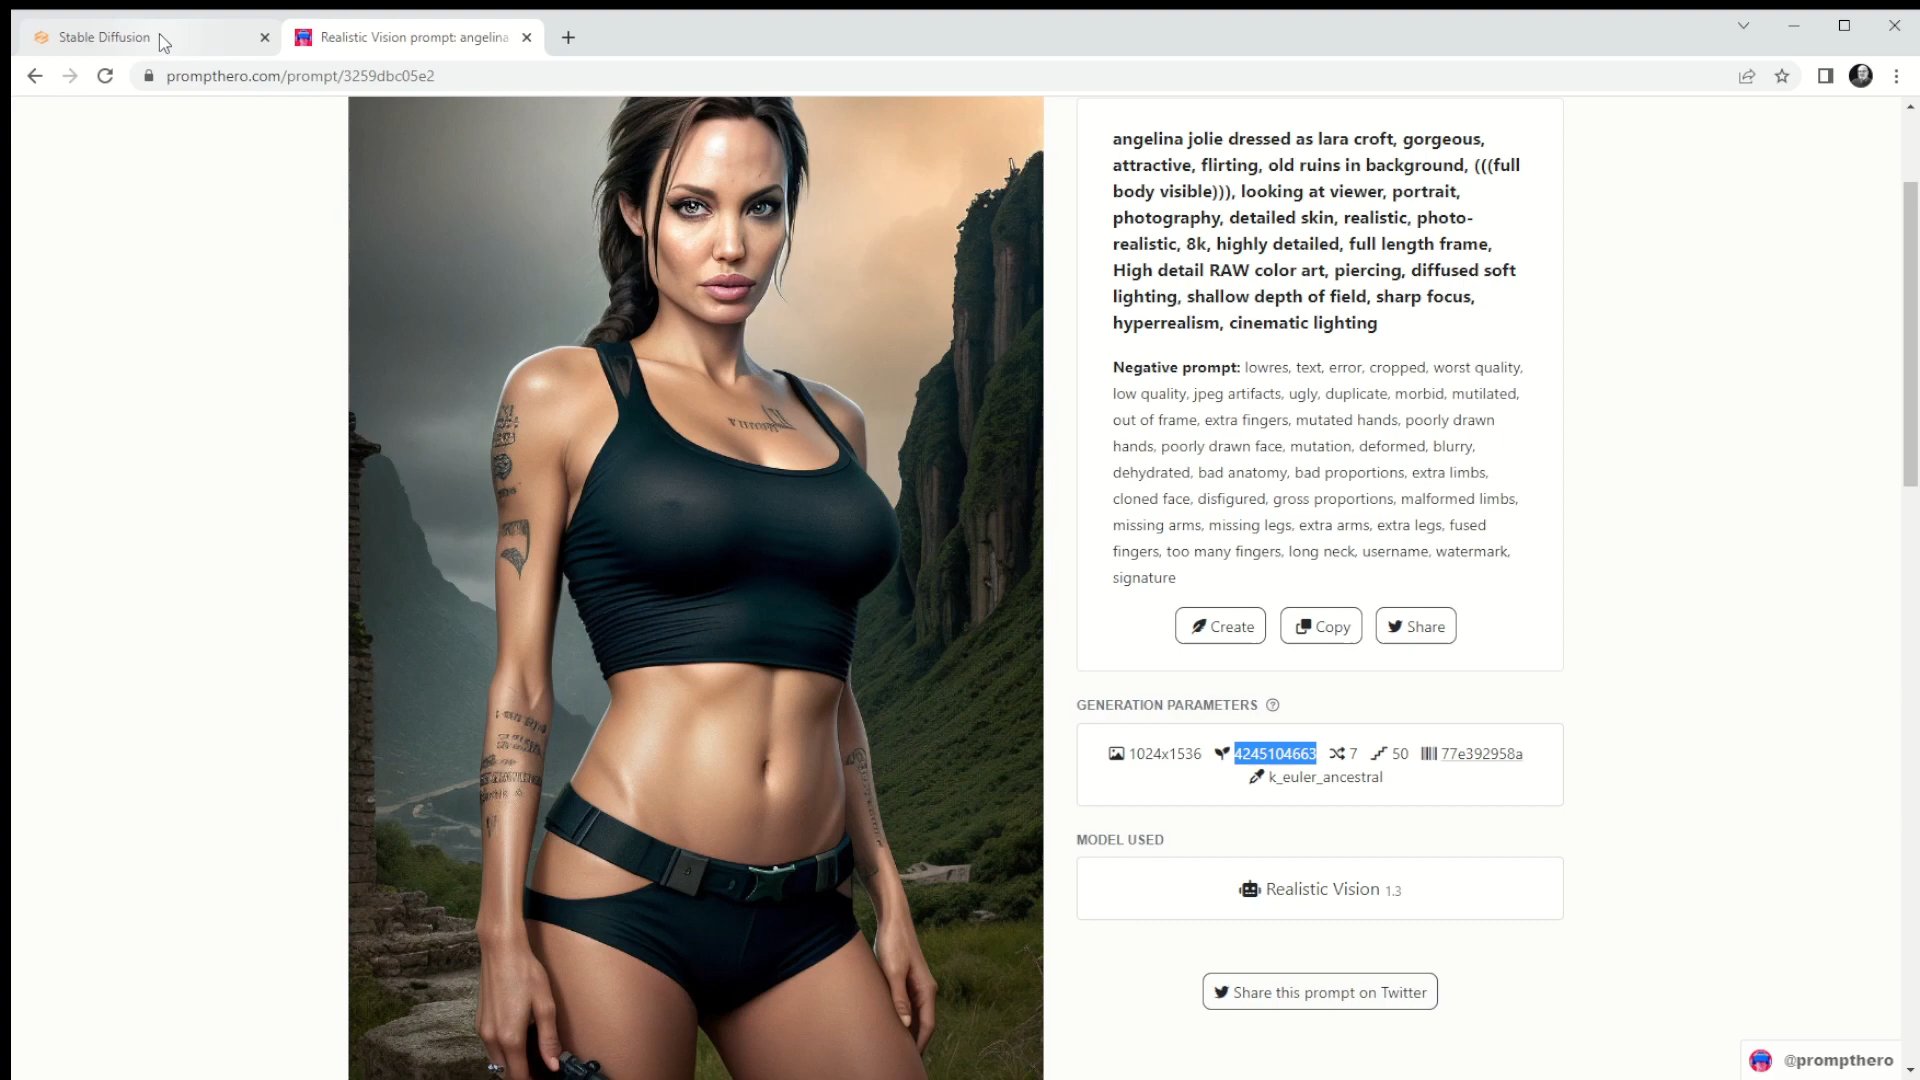 Stable Diffusion
Realistic Vision prompt: angelina
prompthero.com/prompt/3259dbc05e2
angelina jolie dressed as lara croft, gorgeous,
attractive, flirting, old ruins in background, (((full
body visible))), looking at viewer, portrait,
photography, detailed skin, realistic, photo-
realistic, 8k, highly detailed, full length frame,
High detail RAW color art, piercing, diffused soft
lighting, shallow depth of field, sharp focus,
hyperrealism, cinematic lighting
Negative prompt: lowres, text, error, cropped, worst quality,
low quality, jpeg artifacts, ugly, duplicate, morbid, mutilated,
out of frame, extra fingers, mutated hands, poorly drawn
hands, poorly drawn face, mutation, deformed, blurry,
dehydrated, bad anatomy, bad proportions, extra limbs,
cloned face, disfigured, gross proportions, malformed limbs,
missing arms, missing legs, extra arms, extra legs, fused
fingers, too many fingers, long neck, username, watermark,
signature
Create Copy Share
GENERATION PARAMETERS
1024x1536 4245104663 7 50 77e392958a
k_euler_ancestral
MODEL USED
Realistic Vision 1.3
Share this prompt on Twitter
@prompthero